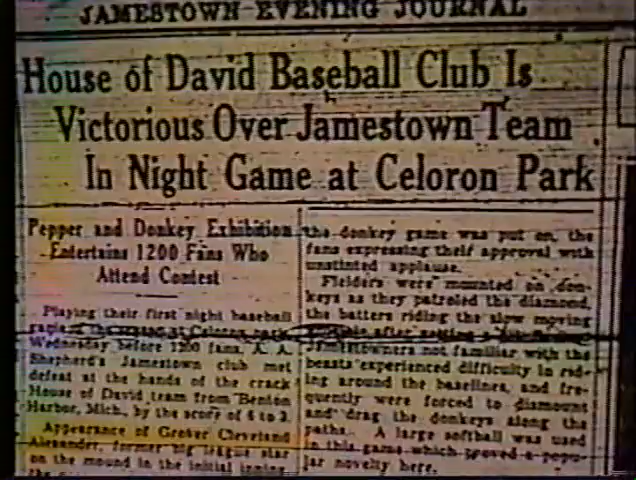 JAMESTOWN EVENING JOURNAL
House of David Baseball Club Is
Victorious Over Jamestown Team
In Night Game at Celoron Park
Pepper and Donkey Exhibition
Entertains 1200 Fans Who
Attend Contest
Playing their first night baseball
at Celoron park
Wednesday before 1200 fans, A. A.
Shepherd's Jamestown club met
defeat at the hands of the crack
House of David team from Benton
Harbor, Mich., by the score of 6 to 3.
Appearance of Grover Cleveland
Alexander, former big league star
on the mound in the initial inning
the donkey game was put on, the
fans expressing their approval with
unstinted applause.
Fielders were mounted on don-
keys as they patroled the diamond,
the batters riding the slow moving
after
Jamestowners not familiar with the
beasts experienced difficulty in rid-
ing around the baselines, and fre-
quently were forced to dismount
and drag the donkeys along the
paths. A large softball was used
in this game which proved a popu-
lar novelty here.